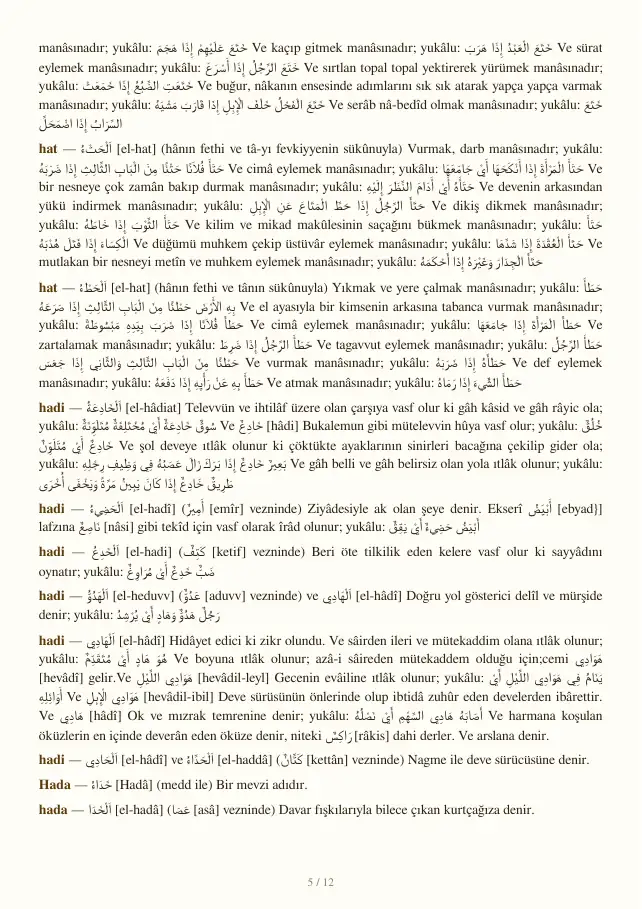 manâsınadır; yukâlu: خَتَعَ عَلَيْهِمْ إِذَا هَجَمَ Ve kaçıp gitmek manâsınadır; yukâlu: خَتَعَ الْعَبْدُ إِذَا هَرَبَ Ve sürat
eylemek manâsınadır; yukâlu: خَتَعَ الرَّجُلُ إِذَا أَسْرَعَ Ve sırtlan topal topal yektirerek yürümek manâsınadır;
yukâlu: خَتَعَتِ الضَّبُعُ إِذَا خَمَعَتْ Ve buğur, nâkanın ensesinde adımlarını sık sık atarak yapça yapça varmak
manâsınadır; yukâlu: خَتَعَ الْفَحْلُ خَلْفَ الْإِبِلِ إِذَا قَارَبَ مَشْيَهُ Ve serâb nâ-bedîd olmak manâsınadır; yukâlu: خَتَعَ
السَّرَابُ إِذَا اضْمَحَلَّ
hat — اَلْحَتْءُ [el-hat] (hânın fethi ve tâ-yı fevkiyyenin sükûnuyla) Vurmak, darb manâsınadır; yukâlu:
حَتَأَ فُلَانًا حَتْئًا مِنَ الْبَابِ الثَّالِثِ إِذَا ضَرَبَهُ Ve cimâ eylemek manâsınadır; yukâlu: حَتَأَ الْمَرْأَةَ إِذَا أَنْكَحَهَا أَيْ جَامَعَهَا Ve
bir nesneye çok zamân bakıp durmak manâsınadır; yukâlu: حَتَأَهُ أَيْ أَدَامَ النَّظَرَ إِلَيْهِ Ve devenin arkasından
yükü indirmek manâsınadır; yukâlu: حَتَأَ الرَّجُلُ إِذَا حَطَّ الْمَتَاعَ عَنِ الْإِبِلِ Ve dikiş dikmek manâsınadır;
yukâlu: حَتَأَ الثَّوْبَ إِذَا خَاطَهُ Ve kilim ve mikad makûlesinin saçağını bükmek manâsınadır; yukâlu: حَتَأَ
الْكِسَاءَ إِذَا فَتَلَ هُدْبَهُ Ve düğümü muhkem çekip üstüvâr eylemek manâsınadır; yukâlu: حَتَأَ الْعُقْدَةَ إِذَا شَدَّهَا Ve
mutlakan bir nesneyi metîn ve muhkem eylemek manâsınadır; yukâlu: حَتَأَ الْجِدَارَ وَغَيْرَهُ إِذَا أَحْكَمَهُ
hat — اَلْحَطْءُ [el-hat] (hânın fethi ve tânın sükûnuyla) Yıkmak ve yere çalmak manâsınadır; yukâlu: حَطَأَ
بِهِ الْأَرْضَ حَطْئًا مِنَ الْبَابِ الثَّالِثِ إِذَا صَرَعَهُ Ve el ayasıyla bir kimsenin arkasına tabanca vurmak manâsınadır;
yukâlu: حَطَأَ فُلَانًا إِذَا ضَرَبَ بِيَدِهِ مَبْسُوطَةً Ve cimâ eylemek manâsınadır; yukâlu: حَطَأَ الْمَرْأَةَ إِذَا جَامَعَهَا Ve
zartalamak manâsınadır; yukâlu: حَطَأَ الرَّجُلُ إِذَا ضَرِطَ Ve tagavvut eylemek manâsınadır; yukâlu: حَطَأَ الرَّجُلُ
حَطْئًا مِنَ الْبَابِ الثَّالِثِ وَالثَّانِي إِذَا جَعَسَ Ve vurmak manâsınadır; yukâlu: حَطَأَهُ إِذَا ضَرَبَهُ Ve def eylemek
manâsınadır; yukâlu: حَطَأَ بِهِ عَنْ رَأْيِهِ إِذَا دَفَعَهُ Ve atmak manâsınadır; yukâlu: حَطَأَ الشَّيْءَ إِذَا رَمَاهُ
hadi — اَلْخَادِعَةُ [el-hâdiat] Televvün ve ihtilâf üzere olan çarşıya vasf olur ki gâh kâsid ve gâh râyic ola;
yukâlu: سُوقٌ خَادِعَةٌ أَيْ مُخْتَلِفَةٌ مُتَلَوِّنَةٌ Ve خَادِعٌ [hâdi] Bukalemun gibi mütelevvin hûya vasf olur; yukâlu: خُلُقٌ
خَادِعٌ أَيْ مُتَلَوِّنٌ Ve şol deveye ıtlâk olunur ki çöktükte ayaklarının sinirleri bacağına çekilip gider ola;
yukâlu: بَعِيرٌ خَادِعٌ إِذَا بَرَكَ زَالَ عَصَبُهُ فِي وَظِيفِ رِجْلِهِ Ve gâh belli ve gâh belirsiz olan yola ıtlâk olunur; yukâlu:
طَرِيقٌ خَادِعٌ إِذَا كَانَ يَبِينُ مَرَّةً وَيَخْفَى أُخْرَى
hadi — اَلْحَضِيءُ [el-hadî] (أَمِيرٌ [emîr] vezninde) Ziyâdesiyle ak olan şeye denir. Ekserî أَبْيَضُ [ebyad}]
lafzına نَاصِعٌ [nâsi] gibi tekîd için vasf olarak îrâd olunur; yukâlu: أَبْيَضُ حَضِيءٌ أَيْ يَقِقٌ
hadi — اَلْخَدِعُ [el-hadi] (كَتِفٌ [ketif] vezninde) Beri öte tilkilik eden kelere vasf olur ki sayyâdını
oynatır; yukâlu: ضَبٌّ خَدِعٌ أَيْ مُرَاوِغٌ
hadi — اَلْهَدُوُّ [el-heduvv] (عَدُوٌّ [aduvv] vezninde) ve اَلْهَادِي [el-hâdî] Doğru yol gösterici delîl ve mürşide
denir; yukâlu: رَجُلٌ هَدُوٌّ وَهَادٍ أَيْ يُرْشِدُ
hadi — اَلْهَادِي [el-hâdî] Hidâyet edici ki zikr olundu. Ve sâirden ileri ve mütekaddim olana ıtlâk olunur;
yukâlu: هُوَ هَادٍ أَيْ مُتَقَدِّمٌ Ve boyuna ıtlâk olunur; azâ-i sâireden mütekaddem olduğu için;cemi هَوَادِي
[hevâdî] gelir.Ve هَوَادِي اللَّيْلِ [hevâdil-leyl] Gecenin evâiline ıtlâk olunur; yukâlu: يَنَامُ فِي هَوَادِي اللَّيْلِ أَيْ
أَوَائِلِهِ Ve هَوَادِي الْإِبِلِ [hevâdil-ibil] Deve sürüsünün önlerinde olup ibtidâ zuhûr eden develerden ibârettir.
Ve هَادِي [hâdî] Ok ve mızrak temrenine denir; yukâlu: أَصَابَهُ هَادِي السَّهْمِ أَيْ نَصْلُهُ Ve harmana koşulan
öküzlerin en içinde deverân eden öküze denir, niteki رَاكِسٌ [râkis] dahi derler. Ve arslana denir.
hadi — اَلْحَادِي [el-hâdî] ve اَلْحَدَّاءُ [el-haddâ] (كَتَّانٌ [kettân] vezninde) Nagme ile deve sürücüsüne denir.
Hada — حَدَاءُ [Hadâ] (medd ile) Bir mevzi adıdır.
hada — اَلْحَدَا [el-hadâ] (عَصَا [asâ] vezninde) Davar fışkılarıyla bilece çıkan kurtçağıza denir.
5 / 12